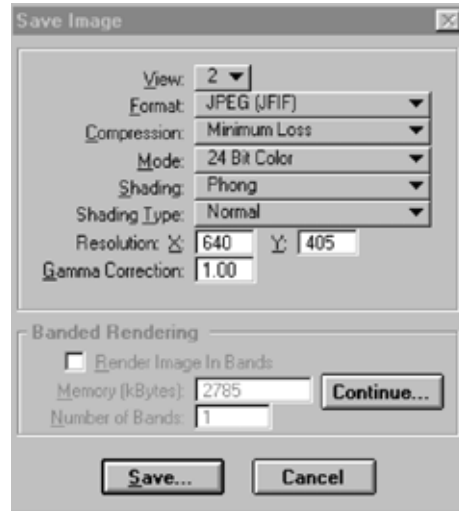 Save Image
View: 2
Format: JPEG (JFIF)
Compression: Minimum Loss
Mode: 24 Bit Color
Shading: Phong
Shading Type: Normal
Resolution: X: 640 Y: 405
Gamma Correction: 1.00
Banded Rendering
Render Image In Bands
Memory (kBytes): 2785 Continue...
Number of Bands: 1
Save... Cancel